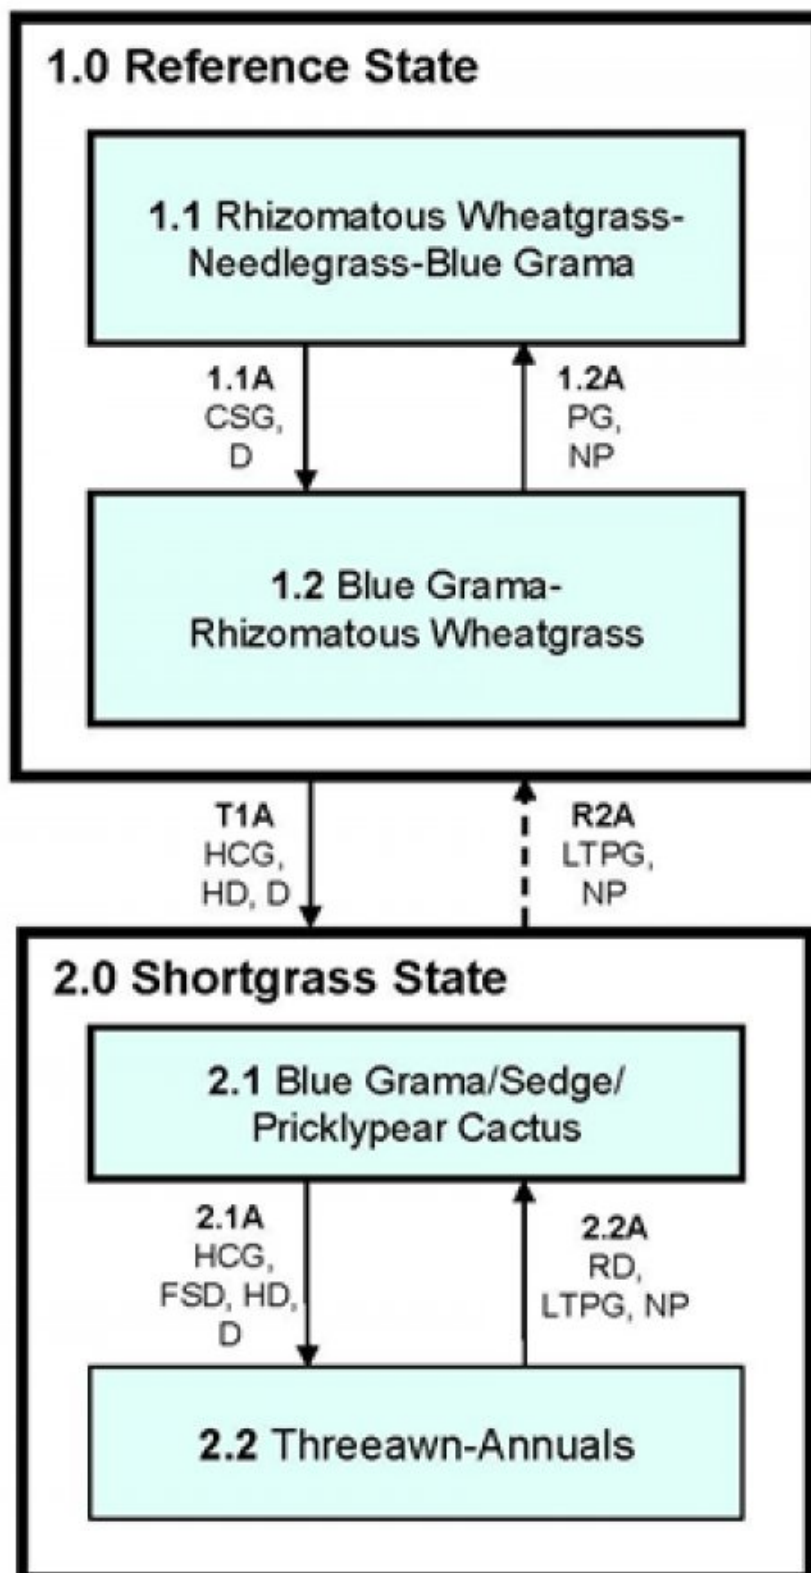 1.0 Reference State
1.1 Rhizomatous Wheatgrass-
Needlegrass-Blue Grama
1.1A
CSG,
D
1.2A
PG,
NP
1.2 Blue Grama-
Rhizomatous Wheatgrass
T1A
HCG,
HD, D
R2A
LTPG,
NP
2.0 Shortgrass State
2.1 Blue Grama/Sedge/
Pricklypear Cactus
2.1A
HCG,
FSD, HD,
D
2.2A
RD,
LTPG, NP
2.2 Threeawn-Annuals